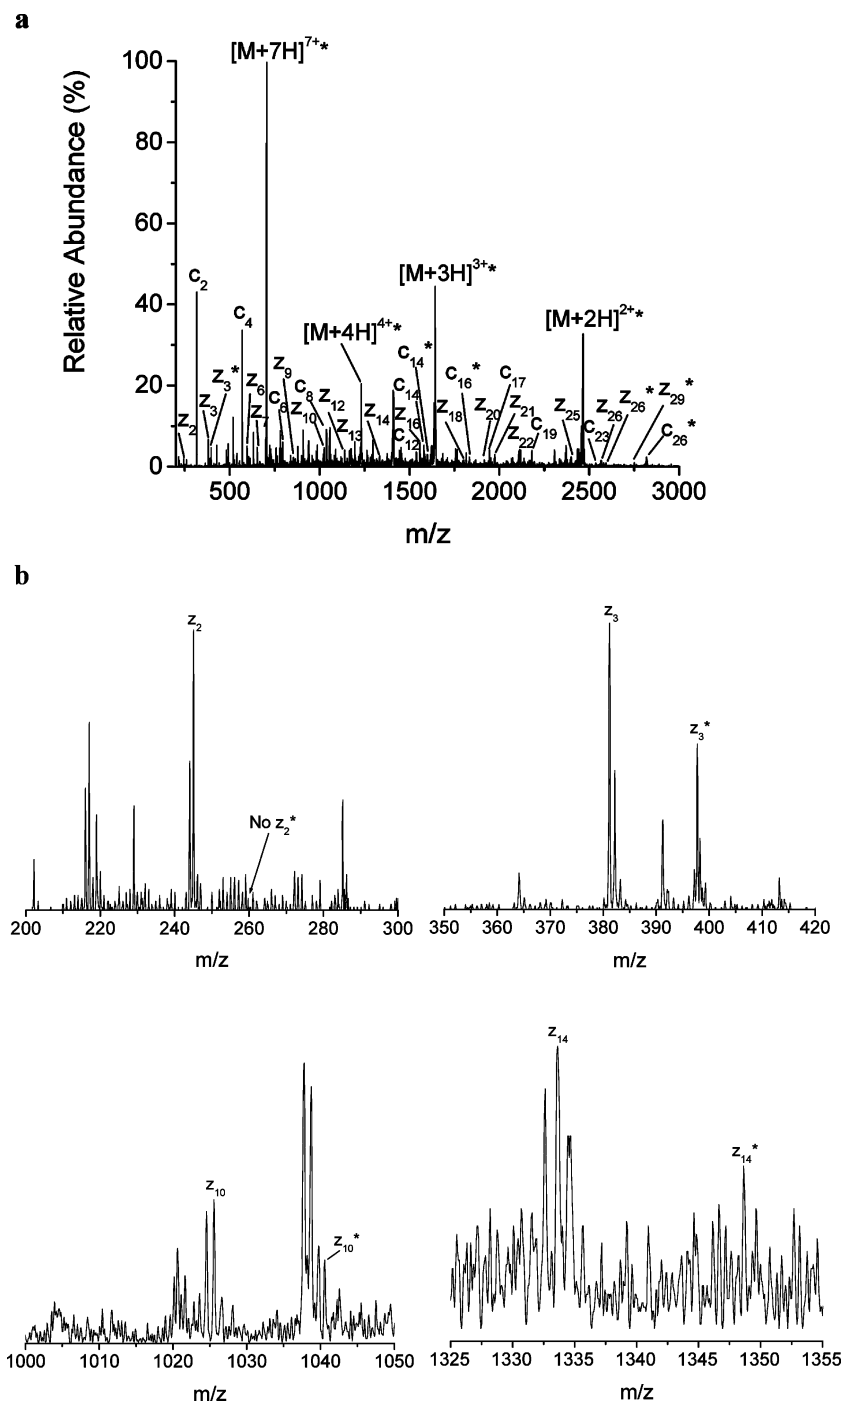 a
[M+7H]7+*
100
80
60
40
20
0
Relative Abundance (%)
c2
c4
[M+4H]4+*
[M+3H]3+*
[M+2H]2+*
z2
z3
z3*
z6
z7
z9
c6
c8
z10
z12
z13
z14
c14
c14*
z16
c12
c16*
c17
z18
z20
z21
z22
c19
z25
c23
z26
z26*
z29*
c26*
500 1000 1500 2000 2500 3000
m/z
b
z2
No z2*
200 220 240 260 280 300
m/z
z3
z3*
350 360 370 380 390 400 410 420
m/z
z10
z10*
1000 1010 1020 1030 1040 1050
m/z
z14
z14*
1325 1330 1335 1340 1345 1350 1355
m/z